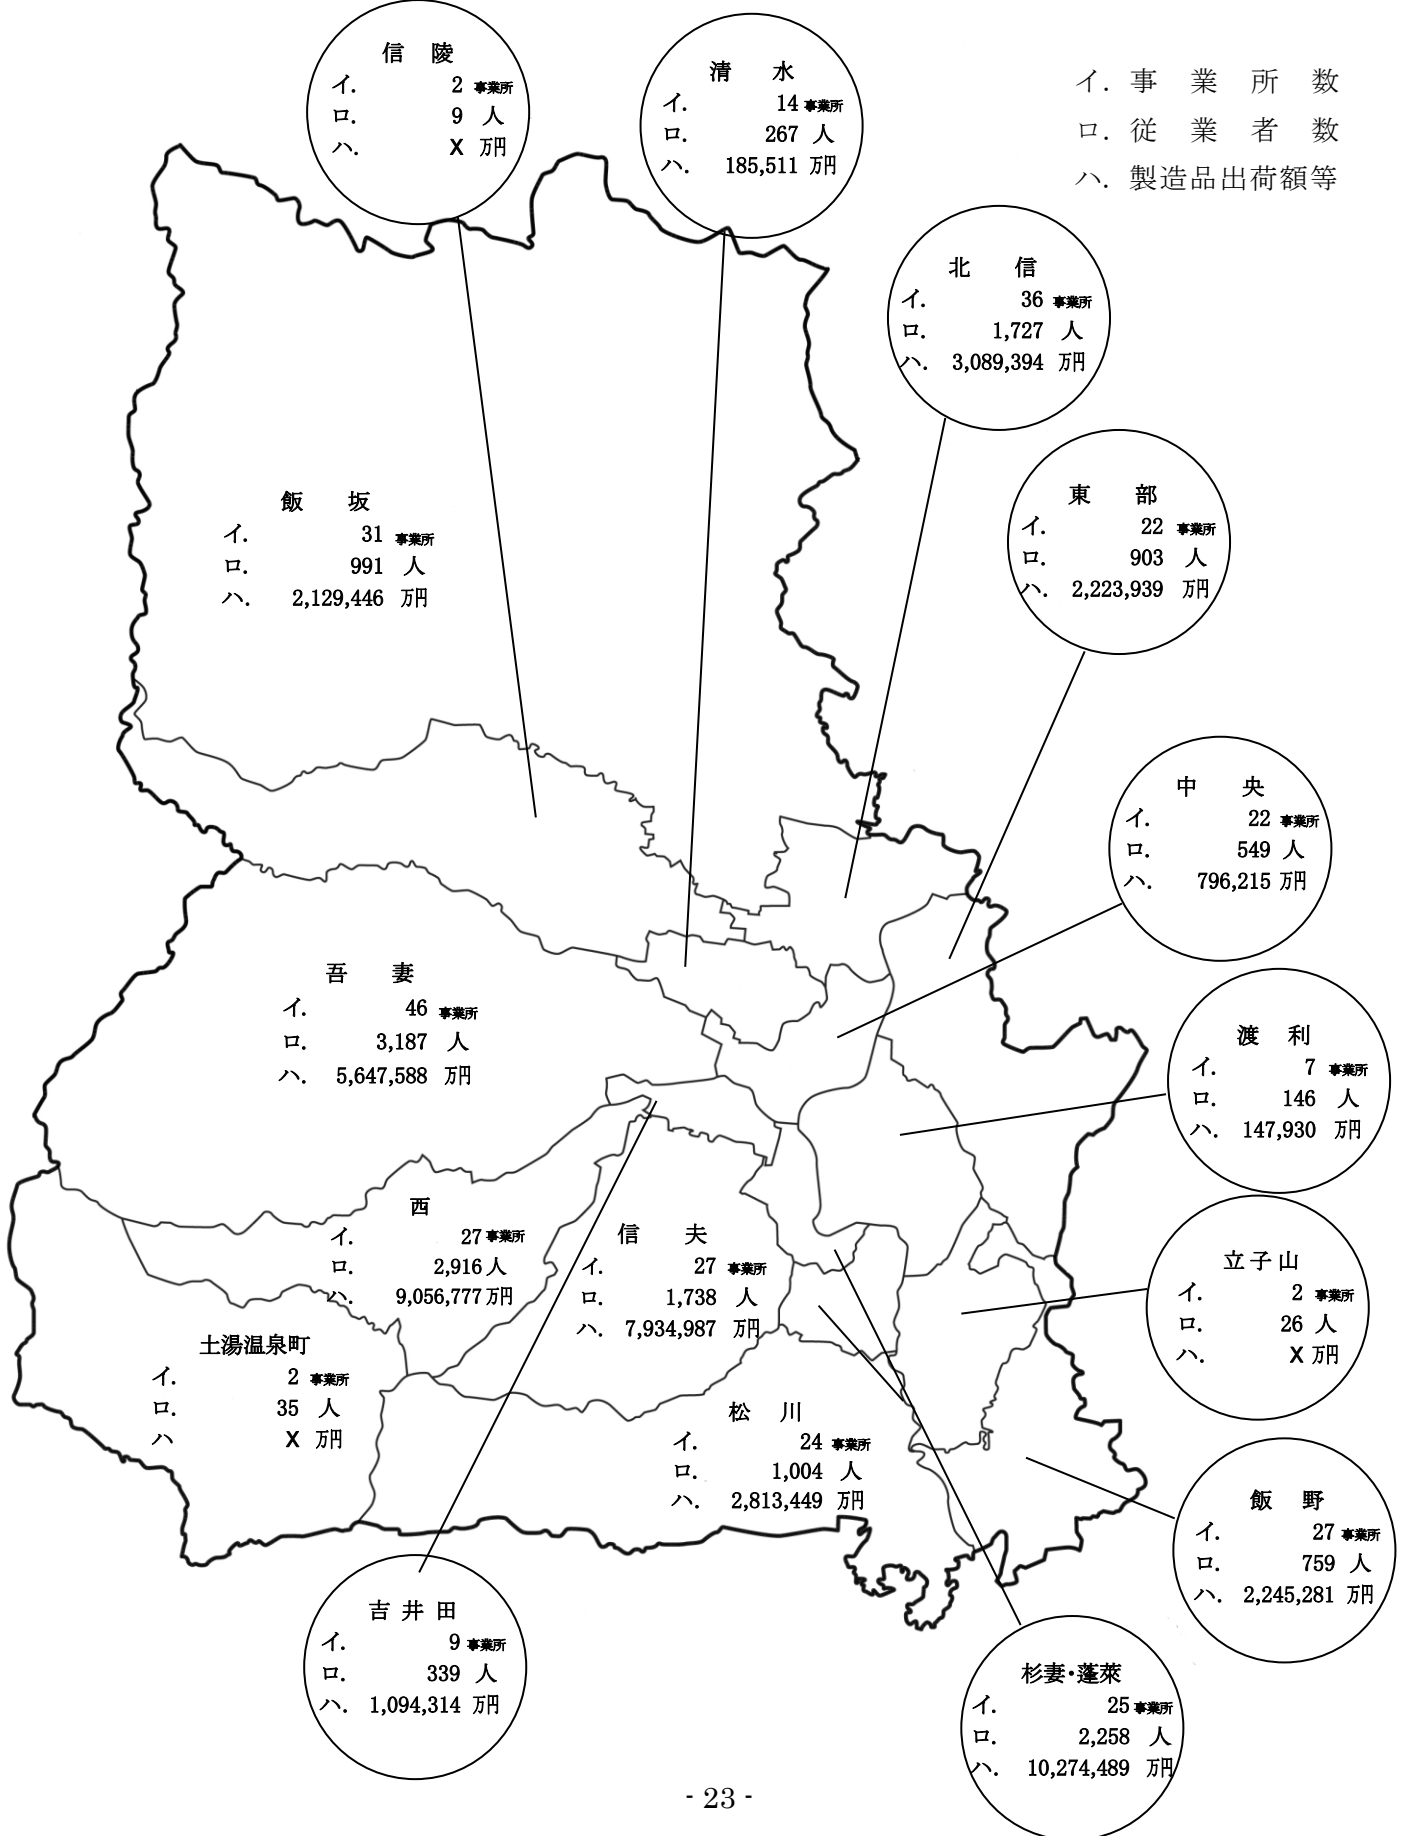 イ. 事業所数
ロ. 従業者数
ハ. 製造品出荷額等
信陵
イ. 2 事業所
ロ. 9 人
ハ. X 万円
清水
イ. 14 事業所
ロ. 267 人
ハ. 185,511 万円
北信
イ. 36 事業所
ロ. 1,727 人
ハ. 3,089,394 万円
東部
イ. 22 事業所
ロ. 903 人
ハ. 2,223,939 万円
飯坂
イ. 31 事業所
ロ. 991 人
ハ. 2,129,446 万円
中央
イ. 22 事業所
ロ. 549 人
ハ. 796,215 万円
吾妻
イ. 46 事業所
ロ. 3,187 人
ハ. 5,647,588 万円
渡利
イ. 7 事業所
ロ. 146 人
ハ. 147,930 万円
西
イ. 27 事業所
ロ. 2,916 人
ハ. 9,056,777 万円
信夫
イ. 27 事業所
ロ. 1,738 人
ハ. 7,934,987 万円
立子山
イ. 2 事業所
ロ. 26 人
ハ. X 万円
土湯温泉町
イ. 2 事業所
ロ. 35 人
ハ X 万円
松川
イ. 24 事業所
ロ. 1,004 人
ハ. 2,813,449 万円
飯野
イ. 27 事業所
ロ. 759 人
ハ. 2,245,281 万円
吉井田
イ. 9 事業所
ロ. 339 人
ハ. 1,094,314 万円
杉妻・蓬萊
イ. 25 事業所
ロ. 2,258 人
ハ. 10,274,489 万円
- 23 -